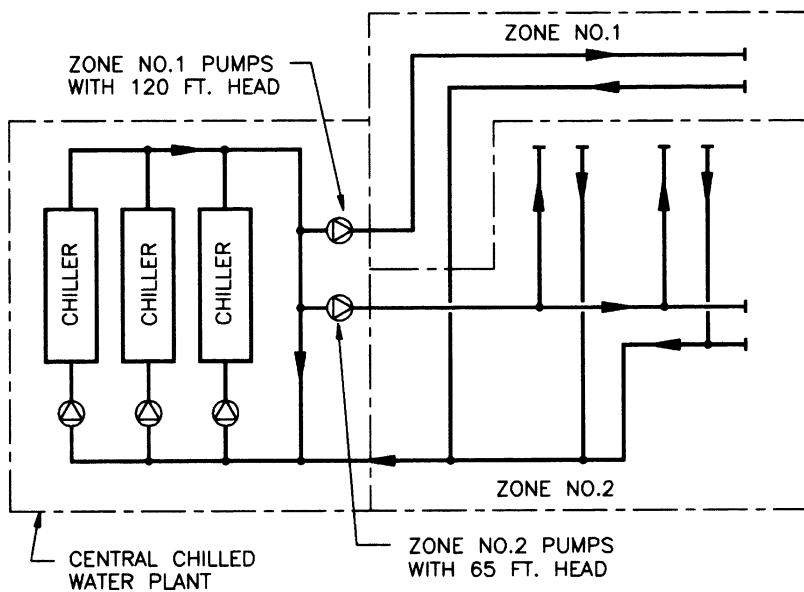 ZONE NO.1
ZONE NO.1 PUMPS
WITH 120 FT. HEAD
CHILLER
CHILLER
CHILLER
ZONE NO.2
CENTRAL CHILLED
WATER PLANT
ZONE NO.2 PUMPS
WITH 65 FT. HEAD